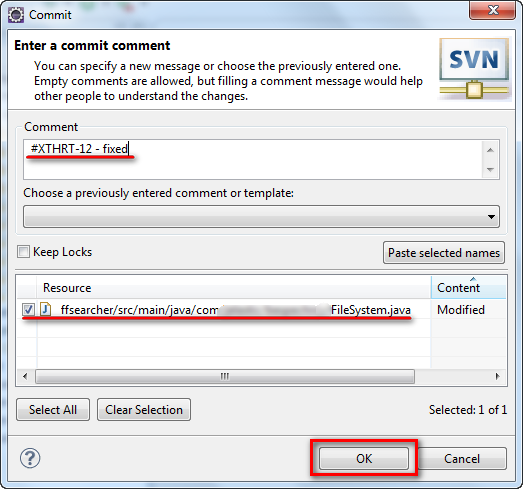 Commit
Enter a commit comment
You can specify a new message or choose the previously entered one.
Empty comments are allowed, but filling a comment message would help
other people to understand the changes.
SVN
Comment
#XTHRT-12 - fixed
Choose a previously entered comment or template:
Keep Locks
Paste selected names
Resource Content
ffsearcher/src/main/java/com FileSystem.java Modified
Select All Clear Selection Selected: 1 of 1
? OK Cancel